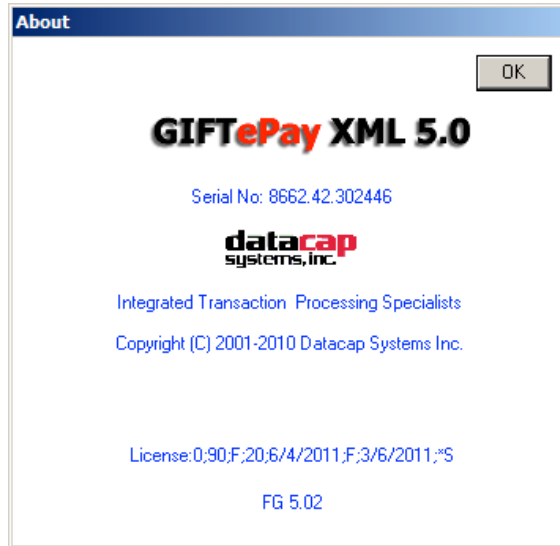 About
OK
GIFTePay XML 5.0
Serial No: 8662.42.302446
datacap
systems,inc.
Integrated Transaction  Processing Specialists
Copyright (C) 2001-2010 Datacap Systems Inc.
License:0;90;F;20;6/4/2011;F;3/6/2011;*S
FG 5.02